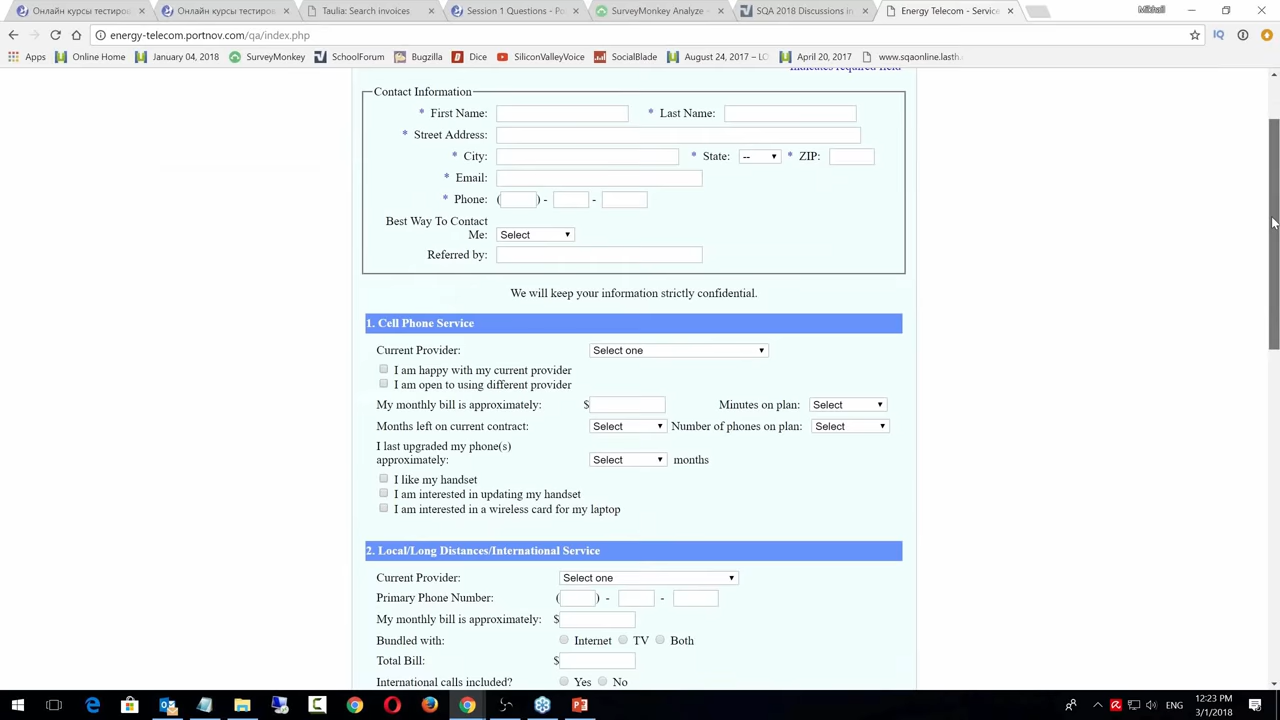 Онлайн курсы тестиров
Онлайн курсы тестиров
Taulia: Search invoices
Session 1 Questions - Po
SurveyMonkey Analyze -
SQA 2018 Discussions in
Energy Telecom - Service
Mikhail
energy-telecom.portnov.com/qa/index.php
Apps
Online Home
January 04, 2018
SurveyMonkey
SchoolForum
Bugzilla
Dice
SiliconValleyVoice
SocialBlade
August 24, 2017 – LO
April 20, 2017
www.sqaonline.lasth
Indicates required field
Contact Information
* First Name:
* Last Name:
* Street Address:
* City:
* State: --
* ZIP:
* Email:
* Phone: ( ) - -
Best Way To Contact
Me: Select
Referred by:
We will keep your information strictly confidential.
1. Cell Phone Service
Current Provider: Select one
I am happy with my current provider
I am open to using different provider
My monthly bill is approximately: $ Minutes on plan: Select
Months left on current contract: Select Number of phones on plan: Select
I last upgraded my phone(s)
approximately: Select months
I like my handset
I am interested in updating my handset
I am interested in a wireless card for my laptop
2. Local/Long Distances/International Service
Current Provider: Select one
Primary Phone Number: ( ) - -
My monthly bill is approximately: $
Bundled with: Internet TV Both
Total Bill: $
International calls included? Yes No
ENG
12:23 PM
3/1/2018